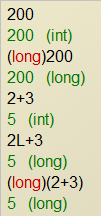 200
200 (int)
(long)200
200 (long)
2+3
5 (int)
2L+3
5 (long)
(long)(2+3)
5 (long)